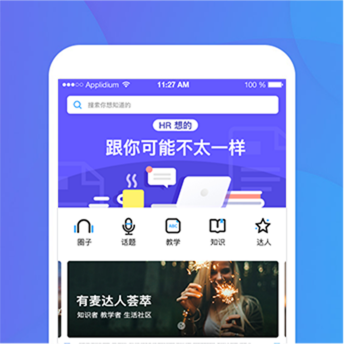 ●●●○○ Applidium 11:27 AM 100 %
搜索你想知道的
HR 想的
跟你可能不太一样
圈子 话题 教学 知识 达人
ABC
有麦达人荟萃
知识者 教学者 生活社区